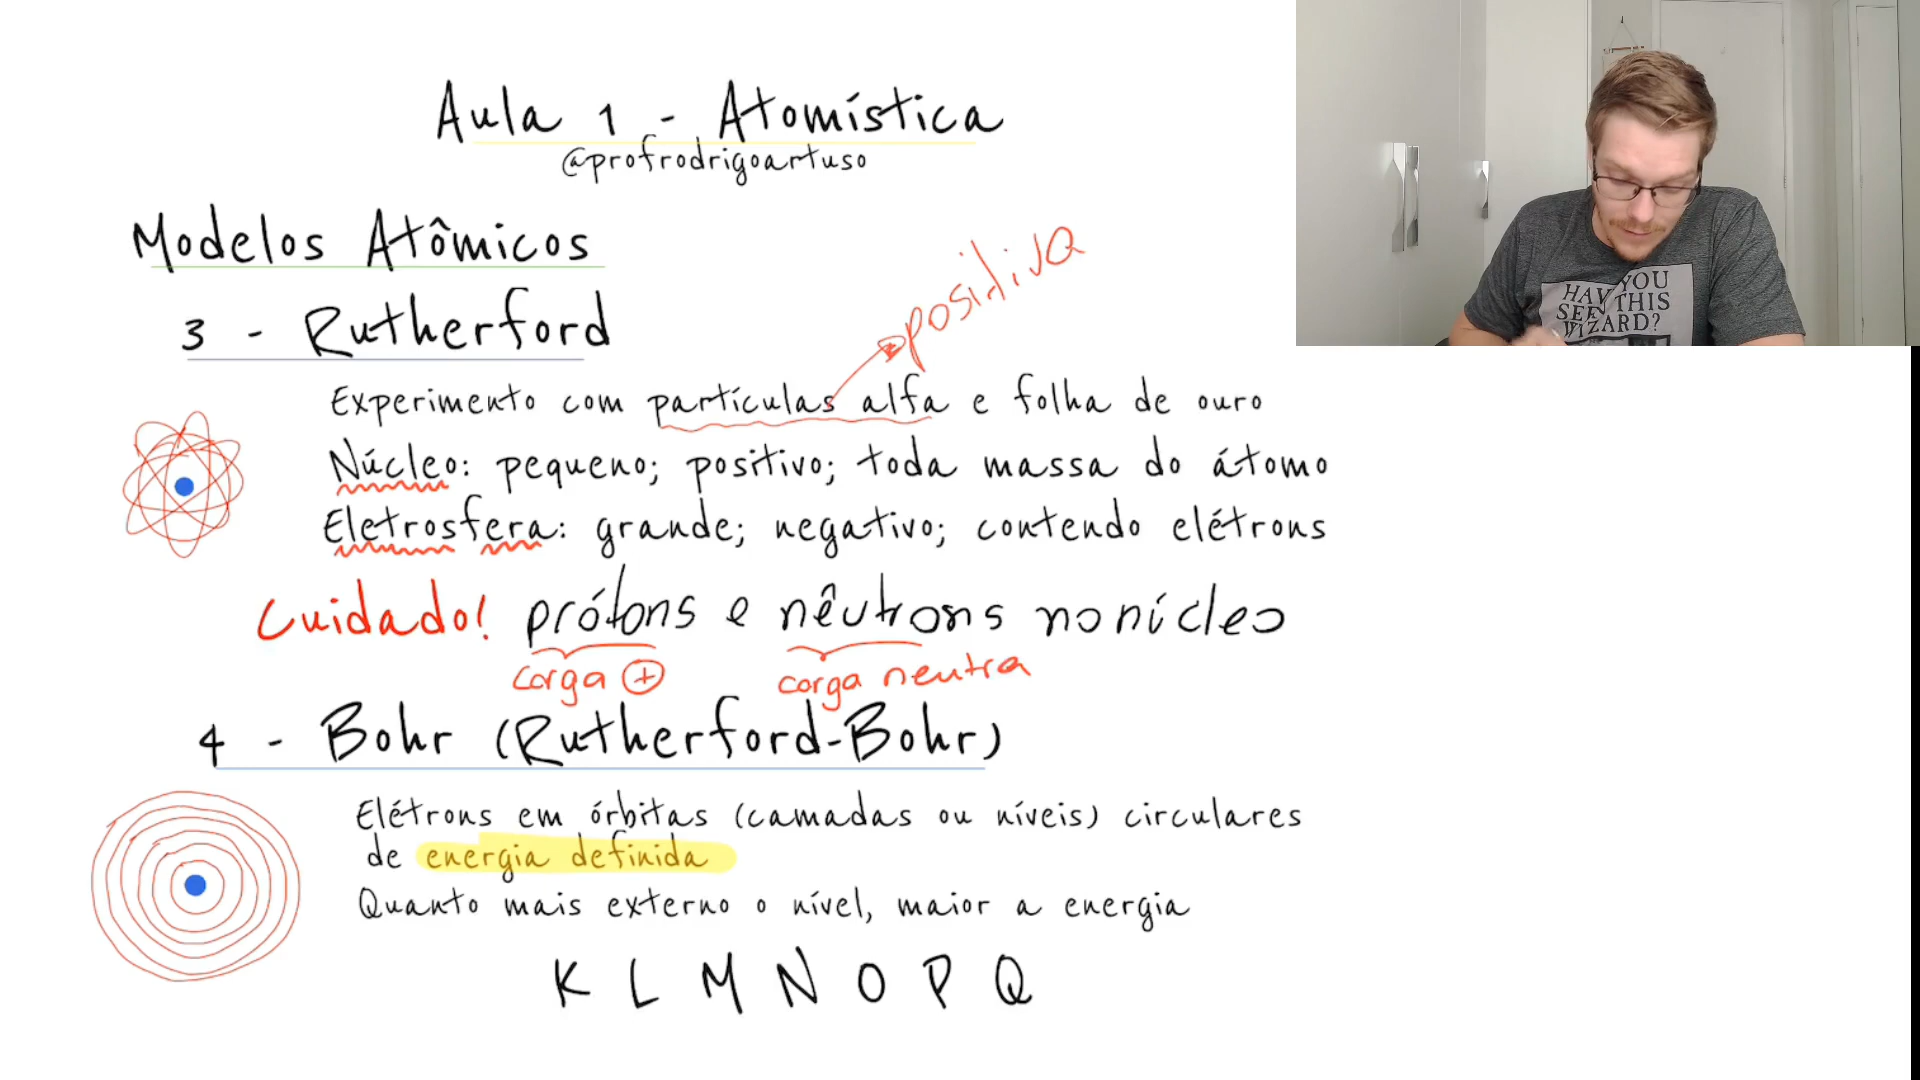 Aula 1 - Atomística
@profrodrigoartuso
Modelos Atômicos
3 - Rutherford
positiva
Experimento com partículas alfa e folha de ouro
Núcleo: pequeno; positivo; toda massa do átomo
Eletrosfera: grande; negativo; contendo elétrons
Cuidado! prótons e nêutrons no nícleo
carga + carga neutra
4 - Bohr (Rutherford-Bohr)
Elétrons em órbitas (camadas ou níveis) circulares
de energia definida
Quanto mais externo o nível, maior a energia
K L M N O P Q
HAVE YOU
SEEN THIS
WIZARD?